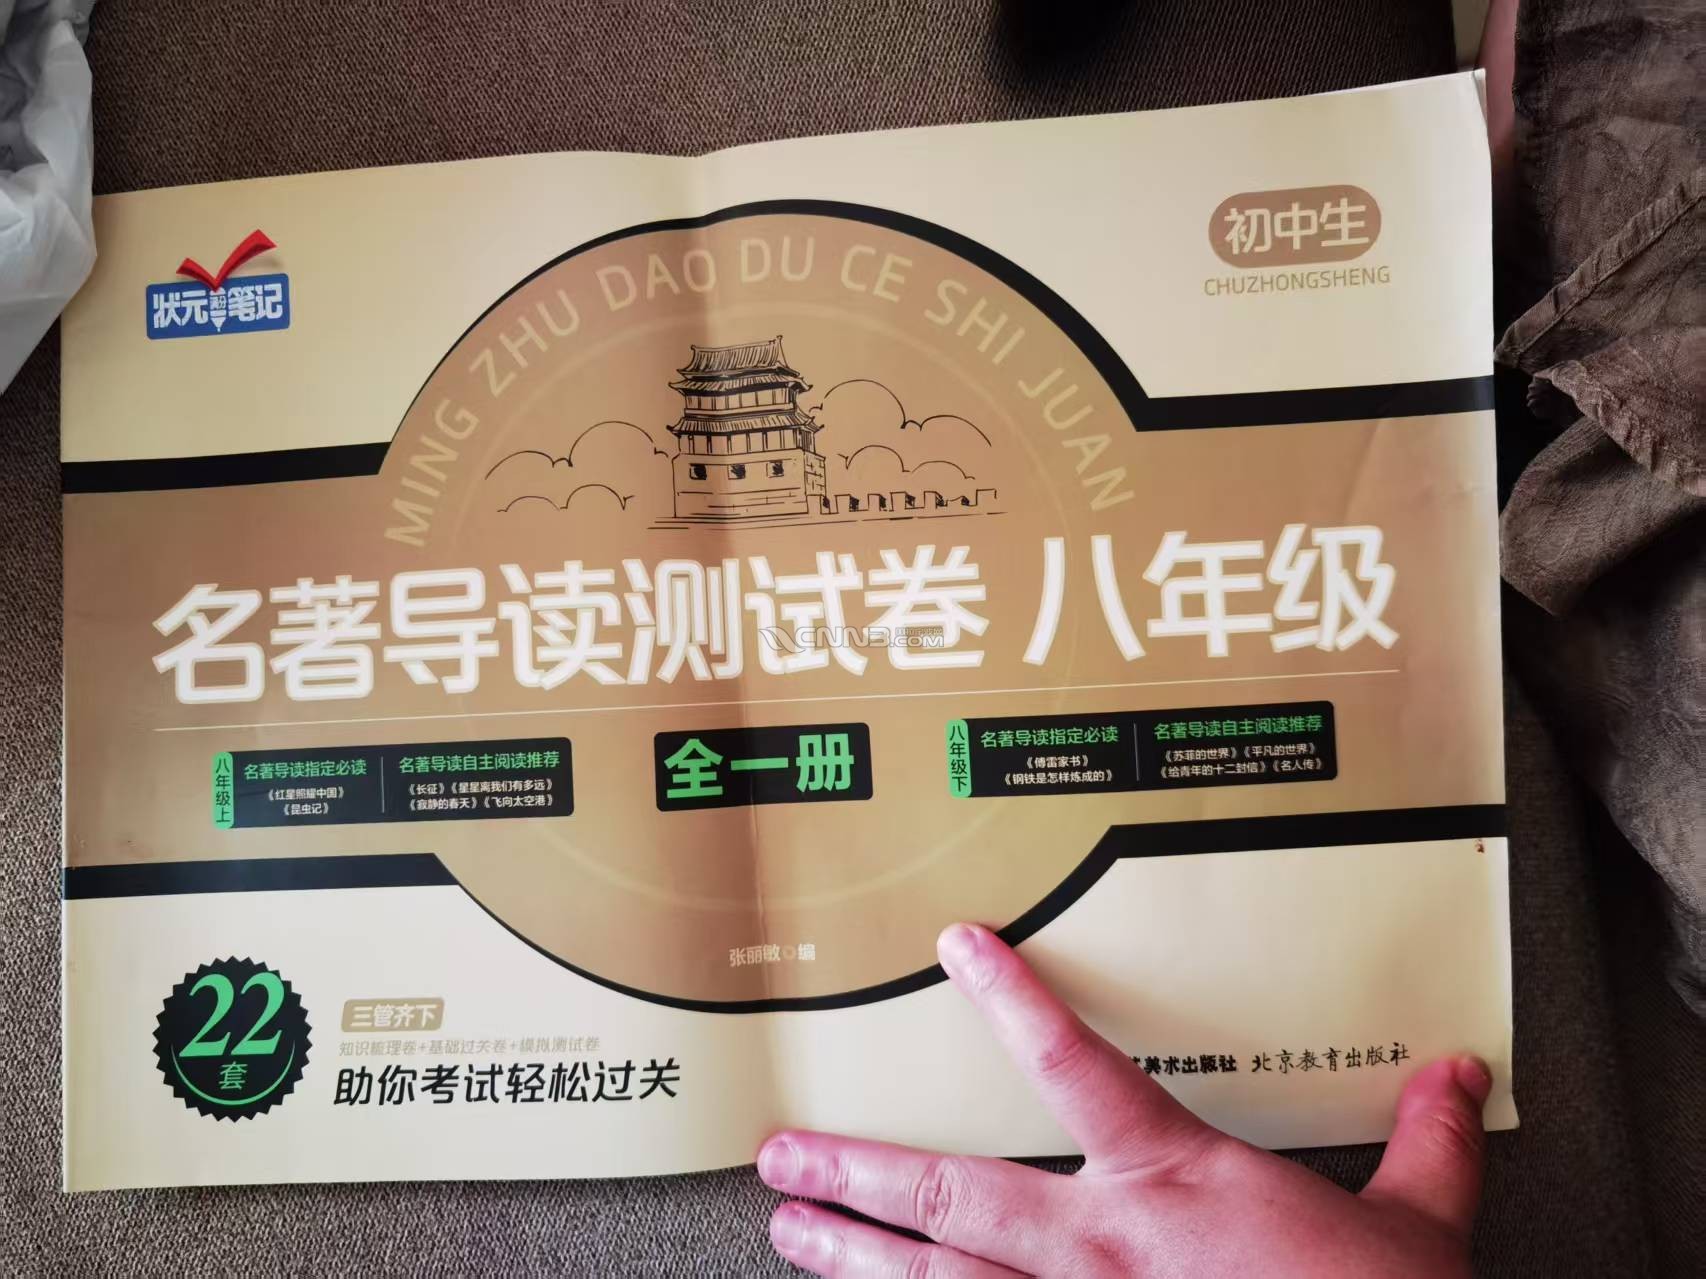 状元满分笔记
初中生
CHUZHONGSHENG
MING ZHU DAO DU CE SHI JUAN
名著导读测试卷 八年级
CNNB.COM
八年级上
名著导读指定必读
《红星照耀中国》
《昆虫记》
名著导读自主阅读推荐
《长征》《星星离我们有多远》
《寂静的春天》《飞向太空港》
全一册
八年级下
名著导读指定必读
《傅雷家书》
《钢铁是怎样炼成的》
名著导读自主阅读推荐
《苏菲的世界》《平凡的世界》
《给青年的十二封信》《名人传》
张丽敏 编
22
套
三管齐下
知识梳理卷+基础过关卷+模拟测试卷
助你考试轻松过关
美术出版社 北京教育出版社